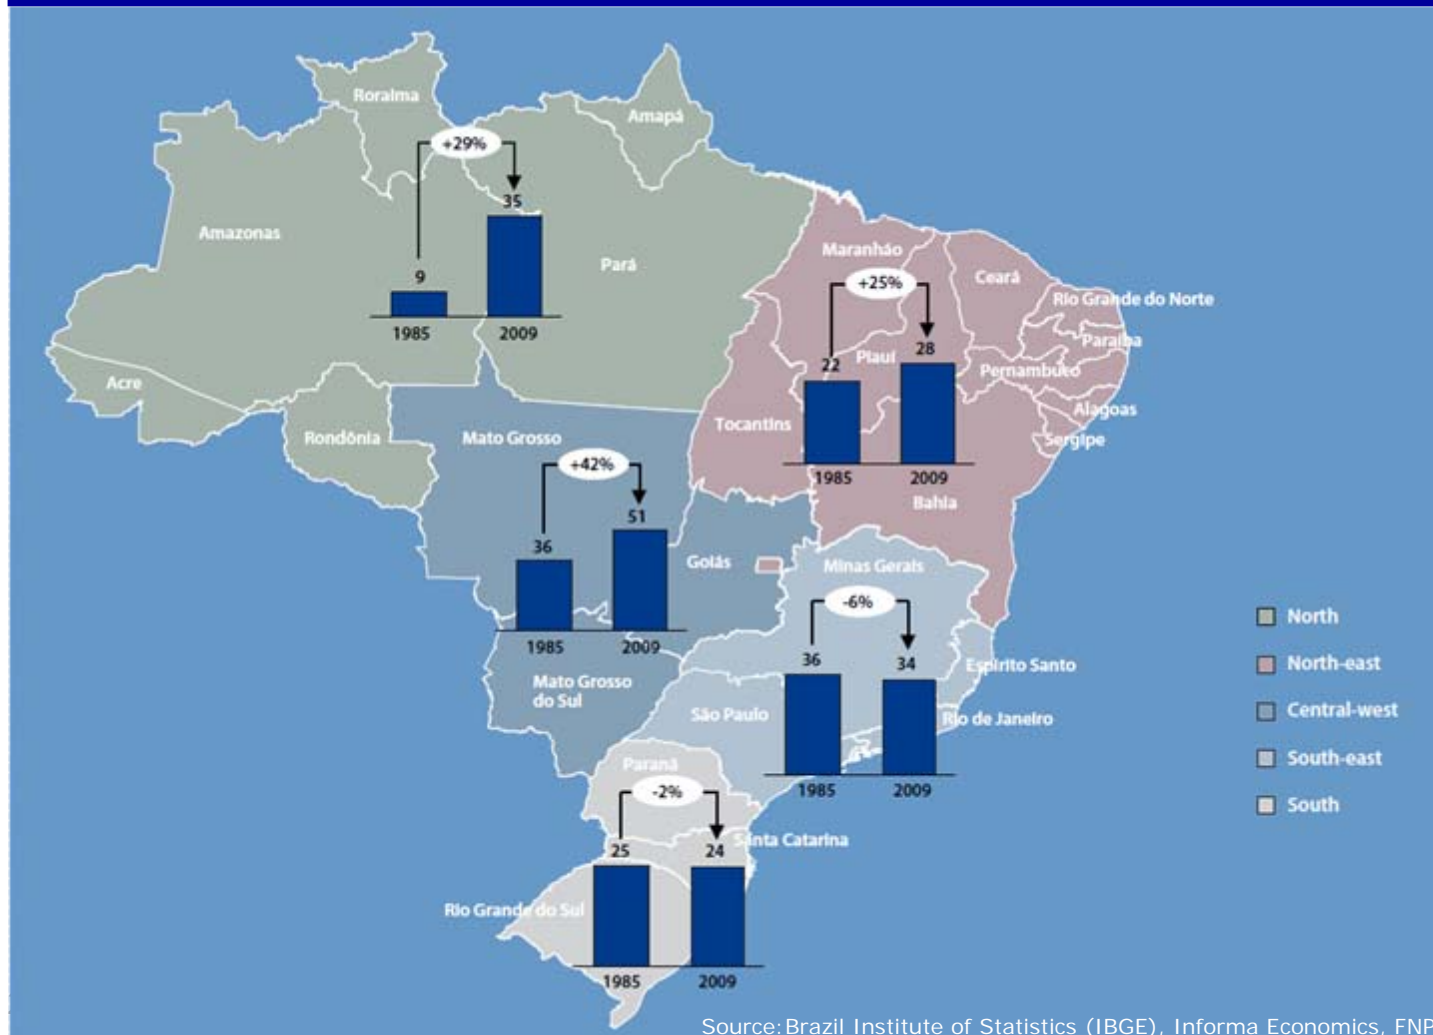 Roraima
Amapá
+29%
35
Amazonas
Pará
9
1985
2009
Maranhão
Ceará
+25%
Rio Grande do Norte
Paraíba
22
Piauí
28
Pernambuco
Acre
Alagoas
Tocantins
Sergipe
Rondônia
Mato Grosso
+42%
1985
2009
Bahia
51
36
Goiás
Minas Gerais
-6%
1985
2009
36
34
Espírito Santo
Mato Grosso
do Sul
São Paulo
Rio de Janeiro
Paraná
-2%
1985
2009
25
24
Santa Catarina
Rio Grande do Sul
1985
2009
North
North-east
Central-west
South-east
South
Source:Brazil Institute of Statistics (IBGE), Informa Economics, FNP